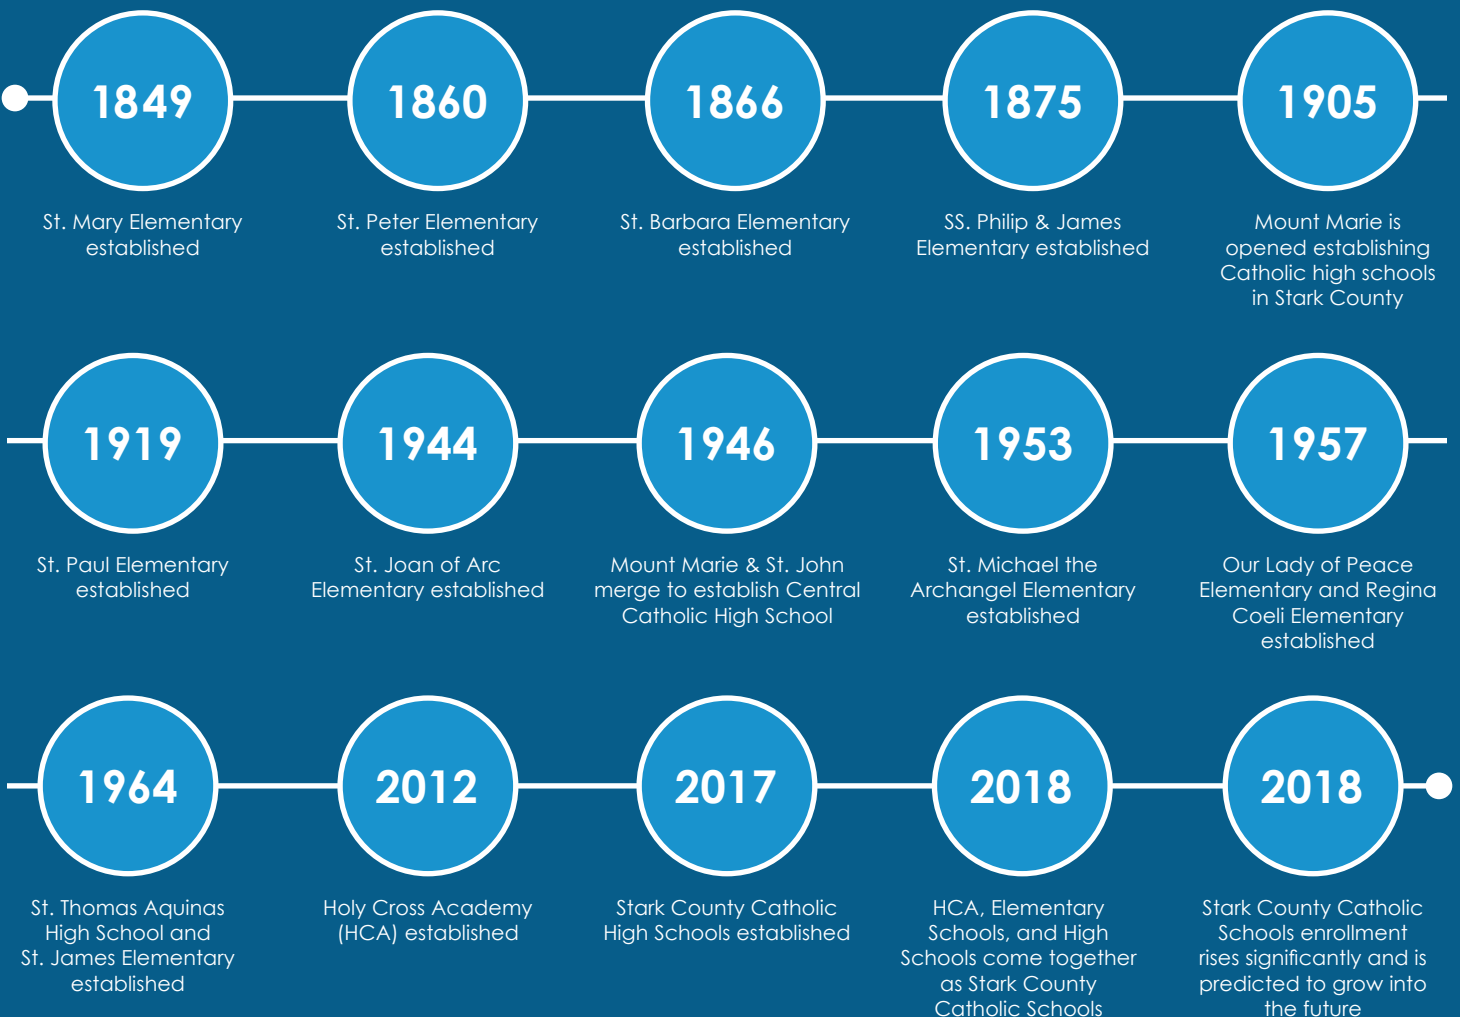 1849
St. Mary Elementary
established
1860
St. Peter Elementary
established
1866
St. Barbara Elementary
established
1875
SS. Philip & James
Elementary established
1905
Mount Marie is
opened establishing
Catholic high schools
in Stark County
1919
St. Paul Elementary
established
1944
St. Joan of Arc
Elementary established
1946
Mount Marie & St. John
merge to establish Central
Catholic High School
1953
St. Michael the
Archangel Elementary
established
1957
Our Lady of Peace
Elementary and Regina
Coeli Elementary
established
1964
St. Thomas Aquinas
High School and
St. James Elementary
established
2012
Holy Cross Academy
(HCA) established
2017
Stark County Catholic
High Schools established
2018
HCA, Elementary
Schools, and High
Schools come together
as Stark County
Catholic Schools
2018
Stark County Catholic
Schools enrollment
rises significantly and is
predicted to grow into
the future